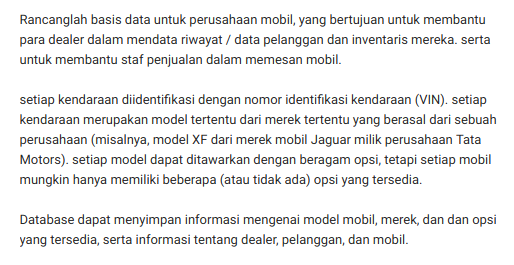 Rancanglah basis data untuk perusahaan mobil, yang bertujuan untuk membantu
para dealer dalam mendata riwayat / data pelanggan dan inventaris mereka. serta
untuk membantu staf penjualan dalam memesan mobil.
setiap kendaraan diidentifikasi dengan nomor identifikasi kendaraan (VIN). setiap
kendaraan merupakan model tertentu dari merek tertentu yang berasal dari sebuah
perusahaan (misalnya, model XF dari merek mobil Jaguar milik perusahaan Tata
Motors). setiap model dapat ditawarkan dengan beragam opsi, tetapi setiap mobil
mungkin hanya memiliki beberapa (atau tidak ada) opsi yang tersedia.
Database dapat menyimpan informasi mengenai model mobil, merek, dan dan opsi
yang tersedia, serta informasi tentang dealer, pelanggan, dan mobil.